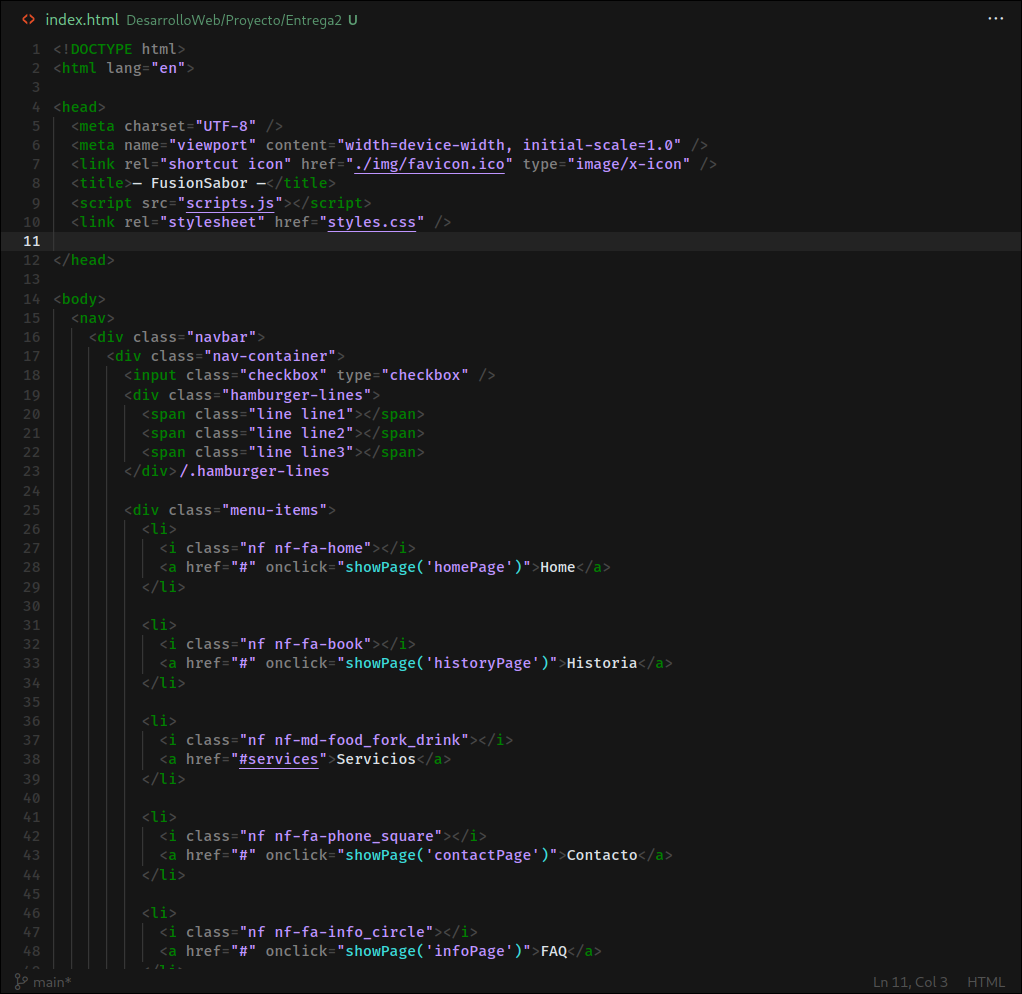 index.html DesarrolloWeb/Proyecto/Entrega2 U ···
1 <!DOCTYPE html>
2 <html lang="en">
3
4 <head>
5   <meta charset="UTF-8" />
6   <meta name="viewport" content="width=device-width, initial-scale=1.0" />
7   <link rel="shortcut icon" href="./img/favicon.ico" type="image/x-icon" />
8   <title>— FusionSabor —</title>
9   <script src="scripts.js"></script>
10   <link rel="stylesheet" href="styles.css" />
11
12 </head>
13
14 <body>
15   <nav>
16     <div class="navbar">
17       <div class="nav-container">
18         <input class="checkbox" type="checkbox" />
19         <div class="hamburger-lines">
20           <span class="line line1"></span>
21           <span class="line line2"></span>
22           <span class="line line3"></span>
23         </div>/.hamburger-lines
24
25         <div class="menu-items">
26           <li>
27             <i class="nf nf-fa-home"></i>
28             <a href="#" onclick="showPage('homePage')">Home</a>
29           </li>
30
31           <li>
32             <i class="nf nf-fa-book"></i>
33             <a href="#" onclick="showPage('historyPage')">Historia</a>
34           </li>
35
36           <li>
37             <i class="nf nf-md-food_fork_drink"></i>
38             <a href="#services">Servicios</a>
39           </li>
40
41           <li>
42             <i class="nf nf-fa-phone_square"></i>
43             <a href="#" onclick="showPage('contactPage')">Contacto</a>
44           </li>
45
46           <li>
47             <i class="nf nf-fa-info_circle"></i>
48             <a href="#" onclick="showPage('infoPage')">FAQ</a>
main* Ln 11, Col 3 HTML